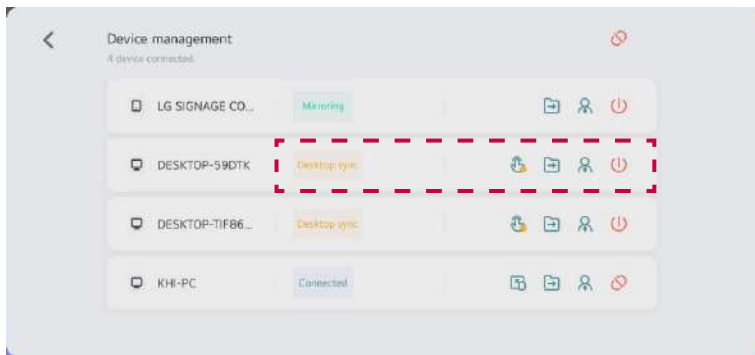 Device management
4 device connected.
LG SIGNAGE CO... Mirroring
DESKTOP-59DTK Desktop sync
DESKTOP-TIF86... Desktop sync
KHI-PC Connected